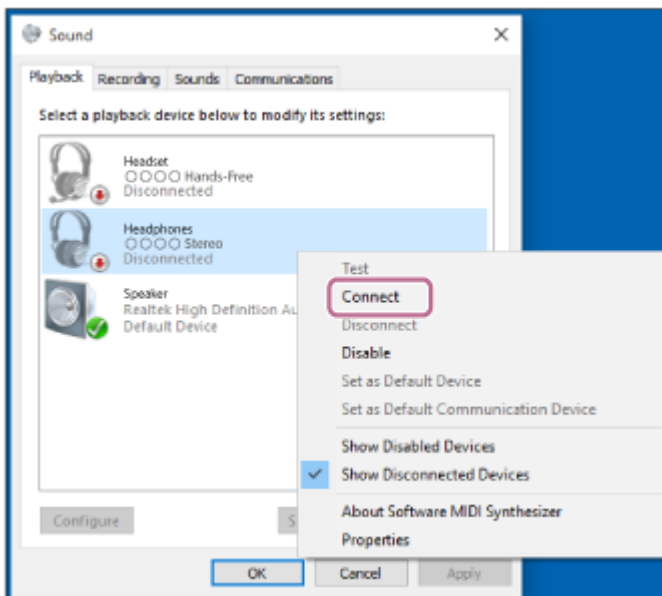 Sound
Playback Recording Sounds Communications
Select a playback device below to modify its settings:
Headset
○○○○ Hands-Free
Disconnected
Headphones
○○○○ Stereo
Disconnected
Speaker
Realtek High Definition Au
Default Device
Test
Connect
Disconnect
Disable
Set as Default Device
Set as Default Communication Device
Show Disabled Devices
Show Disconnected Devices
About Software MIDI Synthesizer
Properties
Configure
S
OK Cancel Apply